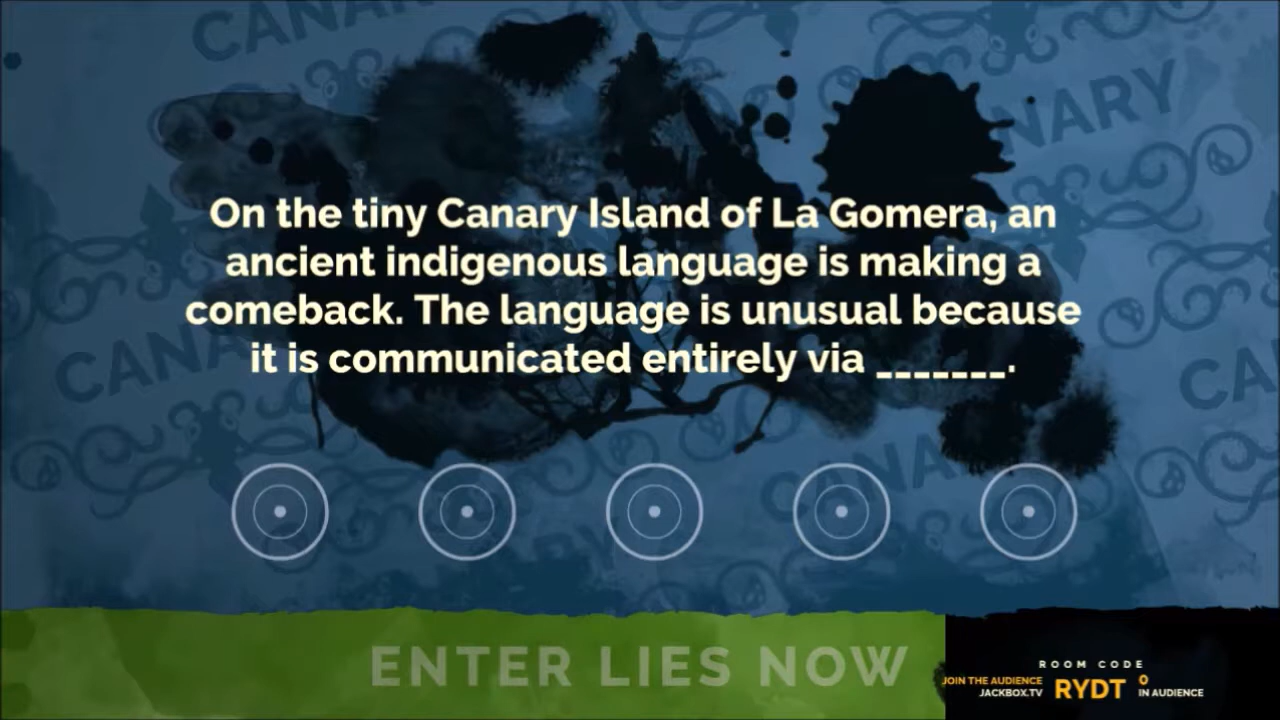 CANARY
CANARY
On the tiny Canary Island of La Gomera, an
ancient indigenous language is making a
comeback. The language is unusual because
it is communicated entirely via _______.
ENTER LIES NOW
ROOM CODE
JOIN THE AUDIENCE
JACKBOX.TV
RYDT
0
IN AUDIENCE